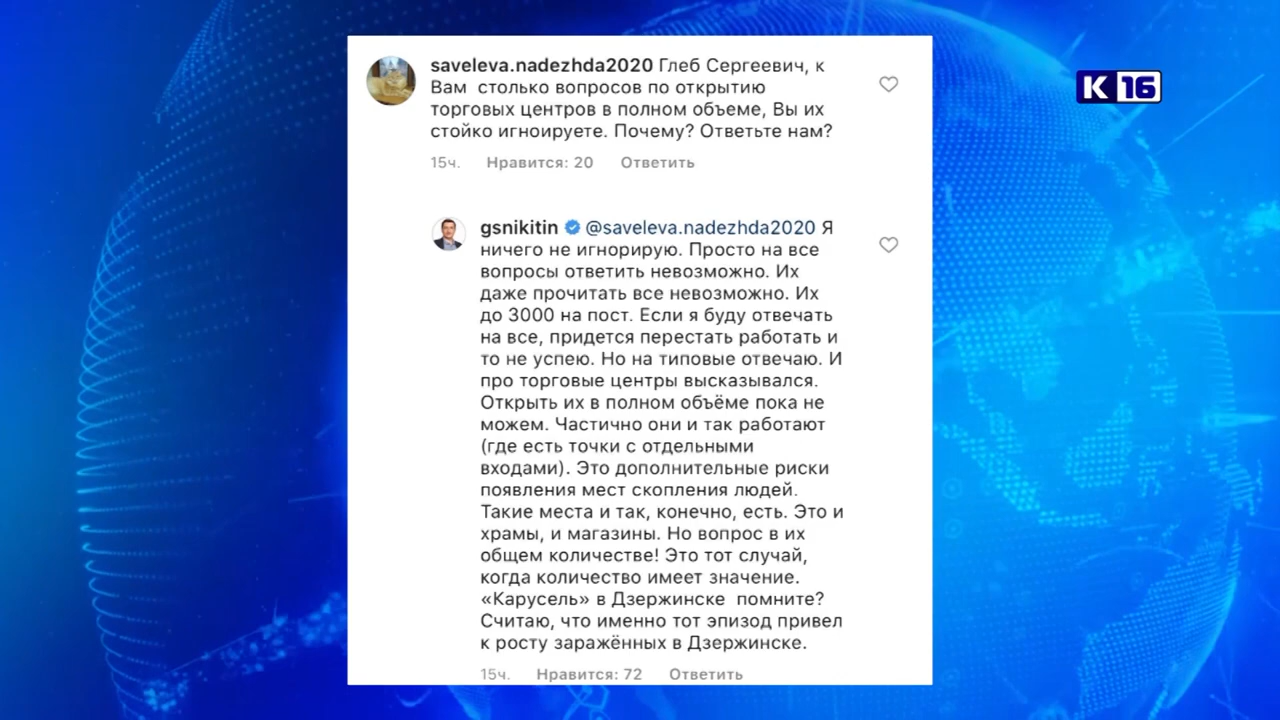 saveleva.nadezhda2020 Глеб Сергеевич, к
Вам столько вопросов по открытию
торговых центров в полном объеме, Вы их
стойко игноируете. Почему? Ответьте нам?
15ч. Нравится: 20 Ответить
К 16
gsnikitin @saveleva.nadezhda2020 Я
ничего не игнорирую. Просто на все
вопросы ответить невозможно. Их
даже прочитать все невозможно. Их
до 3000 на пост. Если я буду отвечать
на все, придется перестать работать и
то не успею. Но на типовые отвечаю. И
про торговые центры высказывался.
Открыть их в полном объёме пока не
можем. Частично они и так работают
(где есть точки с отдельными
входами). Это дополнительные риски
появления мест скопления людей.
Такие места и так, конечно, есть. Это и
храмы, и магазины. Но вопрос в их
общем количестве! Это тот случай,
когда количество имеет значение.
«Карусель» в Дзержинске помните?
Считаю, что именно тот эпизод привел
к росту заражённых в Дзержинске.
15ч. Нравится: 72 Ответить